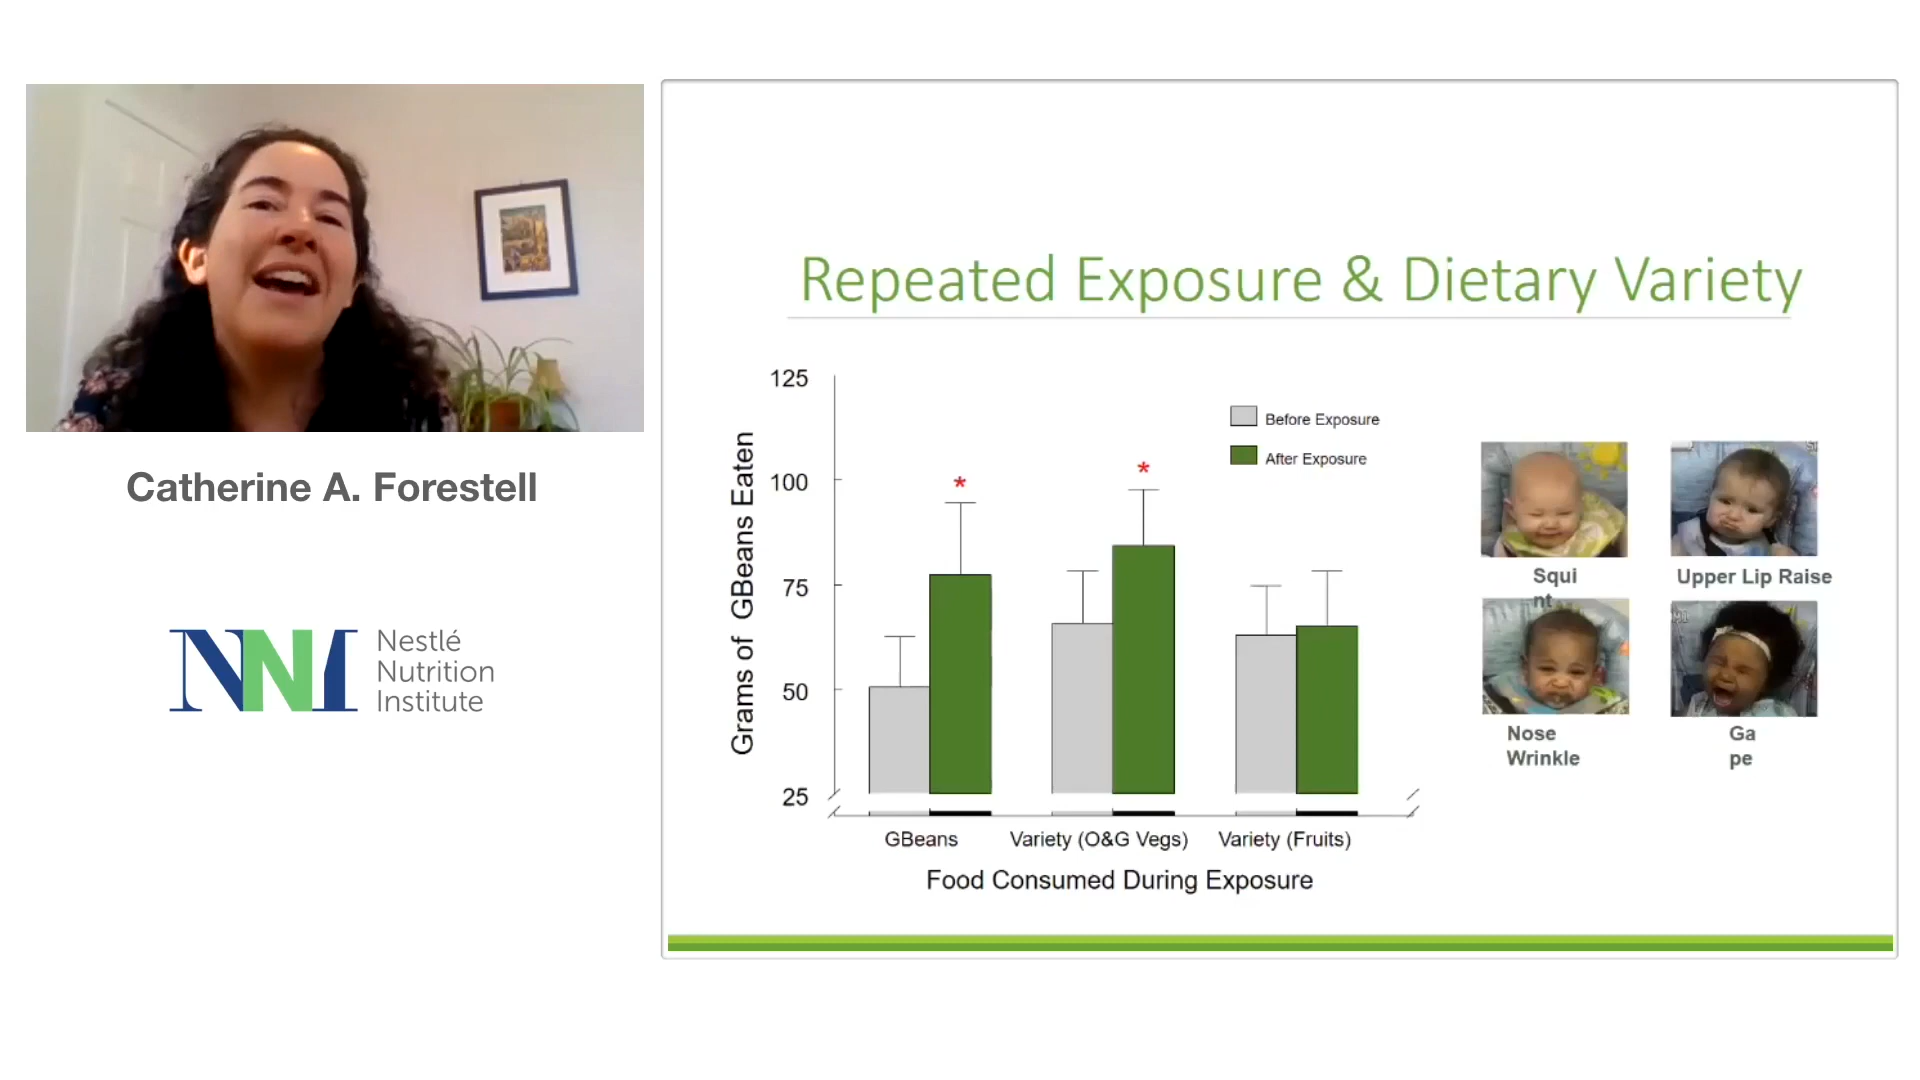 Catherine A. Forestell
NNI
Nestlé
Nutrition
Institute
Repeated Exposure & Dietary Variety
125
100
75
50
25
Grams of GBeans Eaten
Before Exposure
After Exposure
*
*
GBeans
Variety (O&G Vegs)
Variety (Fruits)
Food Consumed During Exposure
Squi
nt
Upper Lip Raise
Nose
Wrinkle
Ga
pe